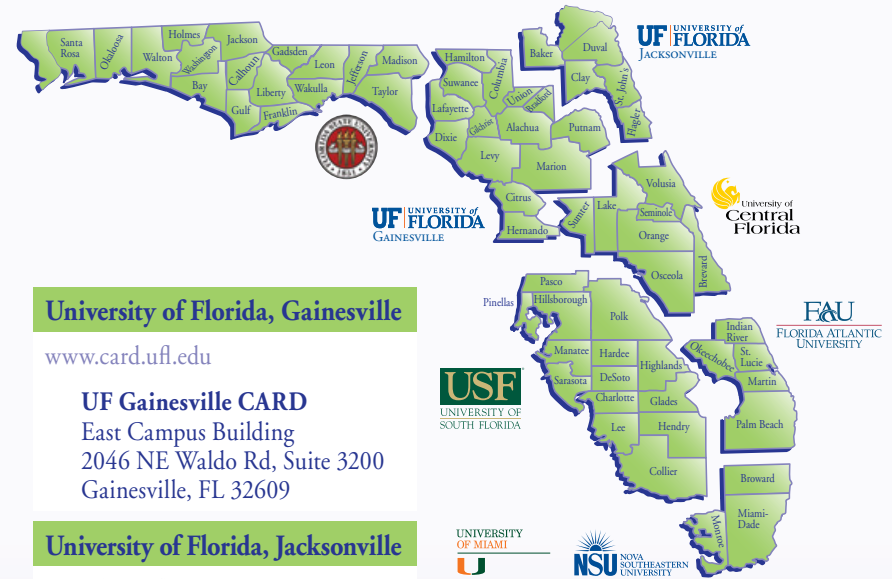 Santa
Rosa
Okaloosa
Walton
Holmes
Washington
Bay
Jackson
Calhoun
Gulf
Gadsden
Liberty
Franklin
Leon
Wakulla
Jefferson
Madison
Taylor
FLORIDA STATE UNIVERSITY
1851
Hamilton
Suwanee
Lafayette
Dixie
Columbia
Union
Bradford
Gilchrist
Alachua
Putnam
Levy
Marion
Citrus
Hernando
UF UNIVERSITY of
FLORIDA
GAINESVILLE
Baker
Duval
Clay
St. John's
Flagler
UF UNIVERSITY of
FLORIDA
JACKSONVILLE
Volusia
Sumter
Lake
Seminole
Orange
Osceola
Brevard
University of
Central
Florida
Pasco
Pinellas
Hillsborough
Polk
Manatee
Hardee
Highlands
Sarasota
DeSoto
Charlotte
Glades
Lee
Hendry
Collier
USF
UNIVERSITY OF
SOUTH FLORIDA
Indian
River
Okeechobee
St.
Lucie
Martin
Palm Beach
FAU
FLORIDA ATLANTIC
UNIVERSITY
Broward
Miami-
Dade
Monroe
UNIVERSITY
OF MIAMI
U
NSU NOVA
SOUTHEASTERN
UNIVERSITY
University of Florida, Gainesville
www.card.ufl.edu
UF Gainesville CARD
East Campus Building
2046 NE Waldo Rd, Suite 3200
Gainesville, FL 32609
University of Florida, Jacksonville